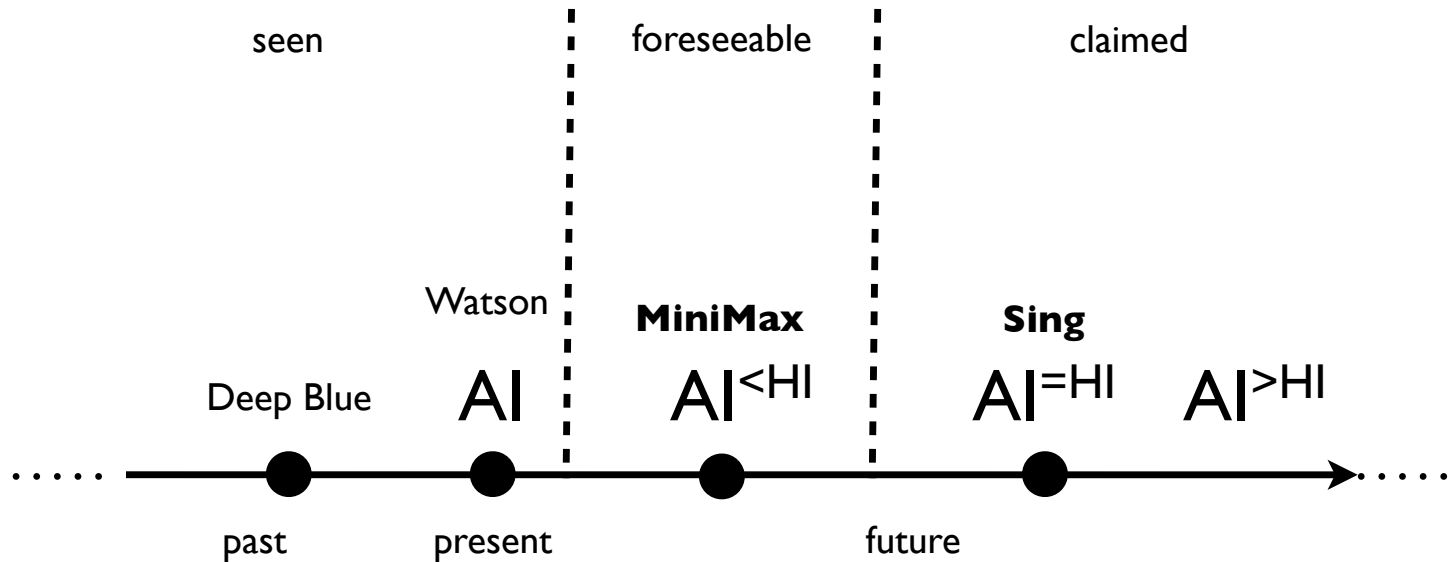 seen foreseeable claimed
Watson MiniMax Sing
Deep Blue AI AI<HI AI=HI AI>HI
..... .....
past present future